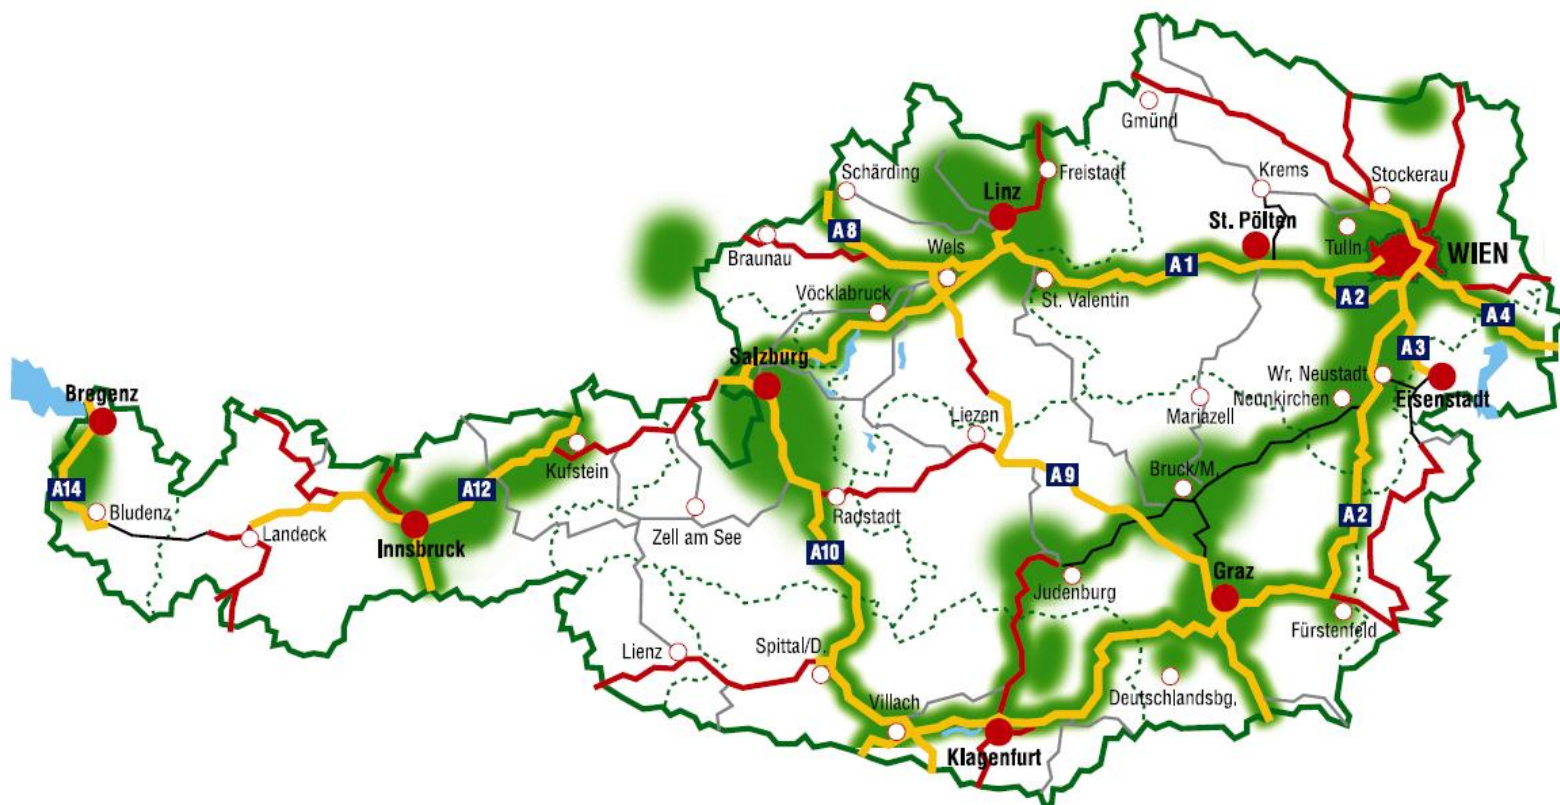 Gmünd
Krems
Stockerau
Schärding
Freistadt
Linz
St. Pölten
Tulln
WIEN
A8
Wels
Braunau
A1
Vöcklabruck
St. Valentin
A2
A4
A3
Salzburg
Wr. Neustadt
Bregenz
Neunkirchen
Eisenstadt
Mariazell
Liezen
Kufstein
Bruck/M.
A9
A14
A12
Bludenz
Radstadt
A2
Landeck
Zell am See
Innsbruck
A10
Graz
Judenburg
Fürstenfeld
Lienz
Spittal/D.
Villach
Deutschlandsbg.
Klagenfurt